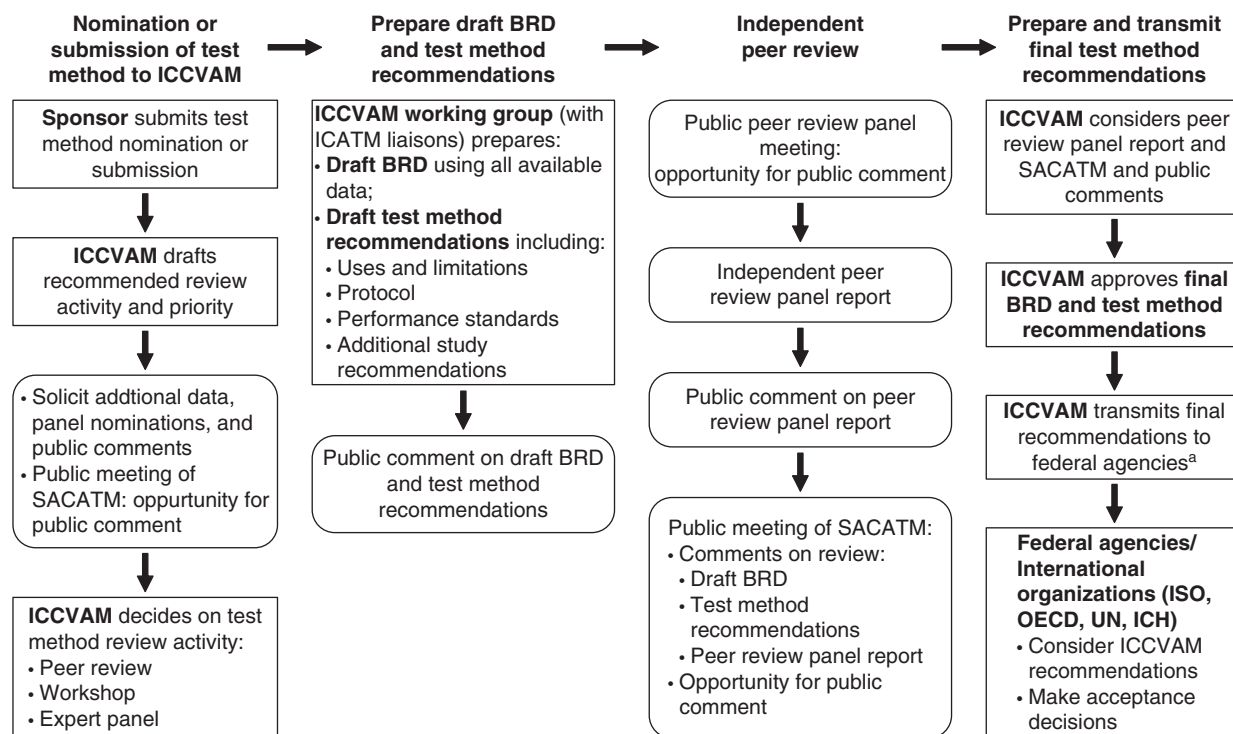 Nomination or
submission of test
method to ICCVAM
Prepare draft BRD
and test method
recommendations
Independent
peer review
Prepare and transmit
final test method
recommendations
Sponsor submits test
method nomination or
submission
ICCVAM drafts
recommended review
activity and priority
• Solicit addtional data,
panel nominations, and
public comments
• Public meeting of
SACATM: oppurtunity for
public comment
ICCVAM decides on test
method review activity:
• Peer review
• Workshop
• Expert panel
ICCVAM working group (with
ICATM liaisons) prepares:
• Draft BRD using all available
data;
• Draft test method
recommendations including:
• Uses and limitations
• Protocol
• Performance standards
• Additional study
recommendations
Public comment on draft BRD
and test method
recommendations
Public peer review panel
meeting:
opportunity for public comment
Independent peer
review panel report
Public comment on peer
review panel report
Public meeting of SACATM:
• Comments on review:
• Draft BRD
• Test method
recommendations
• Peer review panel report
• Opportunity for public
comment
ICCVAM considers peer
review panel report and
SACATM and public
comments
ICCVAM approves final
BRD and test method
recommendations
ICCVAM transmits final
recommendations to
federal agenciesª
Federal agencies/
International
organizations (ISO,
OECD, UN, ICH)
• Consider ICCVAM
recommendations
• Make acceptance
decisions